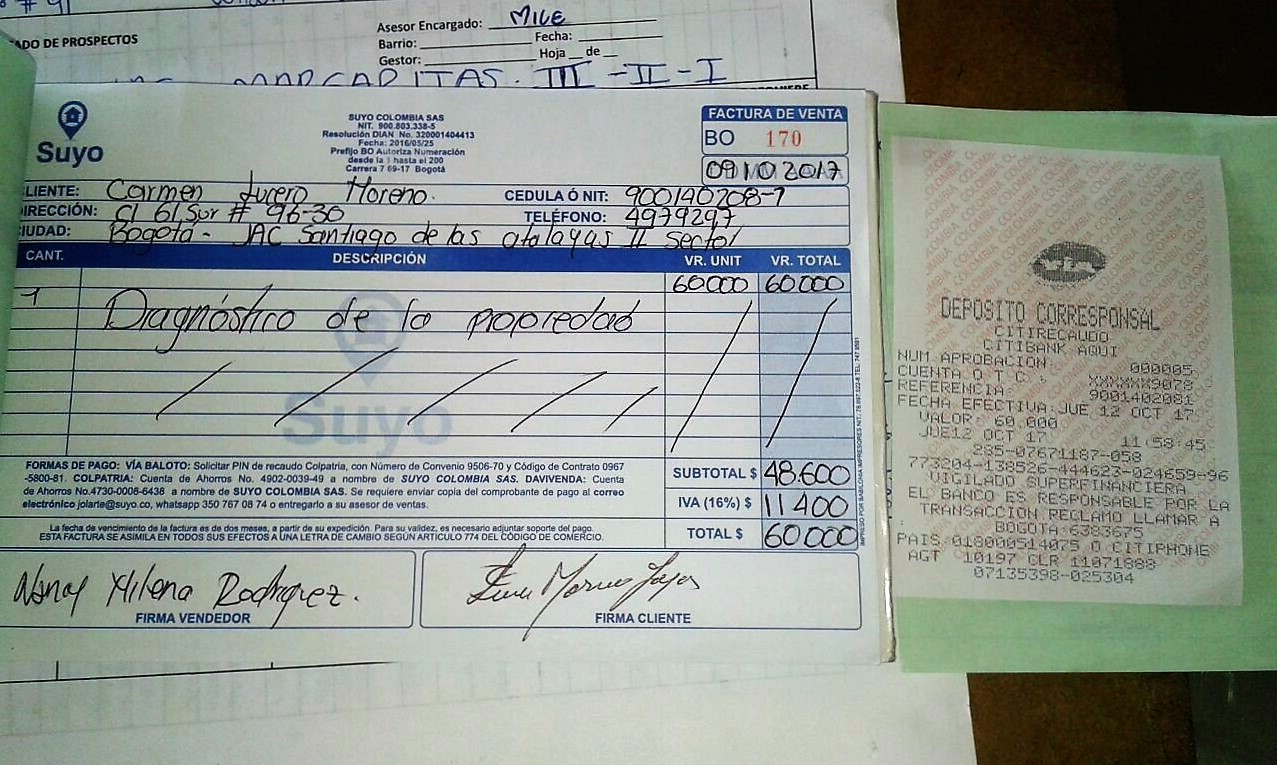 ADO DE PROSPECTOS
Asesor Encargado: MILE
Barrio: Fecha:
Gestor: Hoja de
MARGARITAS. III - II - I
Suyo
SUYO COLOMBIA SAS
NIT. 900.803.338-5
Resolución DIAN No. 320001404413
Fecha: 2016/05/25
Prefijo BO Autoriza Numeración
desde la 1 hasta el 200
Carrera 7 69-17 Bogotá
FACTURA DE VENTA
BO 170
09 10 2017
LIENTE: Carmen Lucero Moreno. CEDULA Ó NIT: 900140208-1
IRECCIÓN: Cl 61 Sur # 96-30 TELÉFONO: 4979297
IUDAD: Bogotá - JAC Santiago de las atalayas II Sector
CANT. DESCRIPCIÓN VR. UNIT VR. TOTAL
60000 60000
1 Diagnóstico de la propiedad
Suyo
FORMAS DE PAGO: VÍA BALOTO: Solicitar PIN de recaudo Colpatria, con Número de Convenio 9506-70 y Código de Contrato 0967
-5800-81. COLPATRIA: Cuenta de Ahorros No. 4902-0039-49 a nombre de SUYO COLOMBIA SAS. DAVIVENDA: Cuenta
de Ahorros No.4730-0008-6438 a nombre de SUYO COLOMBIA SAS. Se requiere enviar copia del comprobante de pago al correo
electrónico jolarte@suyo.co, whatsapp 350 767 08 74 o entregarlo a su asesor de ventas.
SUBTOTAL $ 48.600
IVA (16%) $ 11400
TOTAL $ 60000
La fecha de vencimiento de la factura es de dos meses, a partir de su expedición. Para su validez, es necesario adjuntar soporte del pago.
ESTA FACTURA SE ASIMILA EN TODOS SUS EFECTOS A UNA LETRA DE CAMBIO SEGÚN ARTICULO 774 DEL CÓDIGO DE COMERCIO.
Nancy Milena Rodriguez.
FIRMA VENDEDOR
FIRMA CLIENTE
DEPOSITO CORRESPONSAL
CITIRECAUDO
CITIBANK AQUI
NUM APROBACION: 000005
CUENTA O T C : XXXXXX9078
REFERENCIA: 9001402081
FECHA EFECTIVA:JUE 12 OCT 17
VALOR: 60.000
JUE12 OCT 17 11:58:45
285-07671187-058
773204-138526-444623-024659-96
VIGILADO SUPERFINANCIERA
EL BANCO ES RESPONSABLE POR LA
TRANSACCION RECLAMO LLAMAR A
BOGOTA:6383675
PAIS 018000514075 O CITIPHONE
AGT 10197 CLR 11071888
07135398-025304